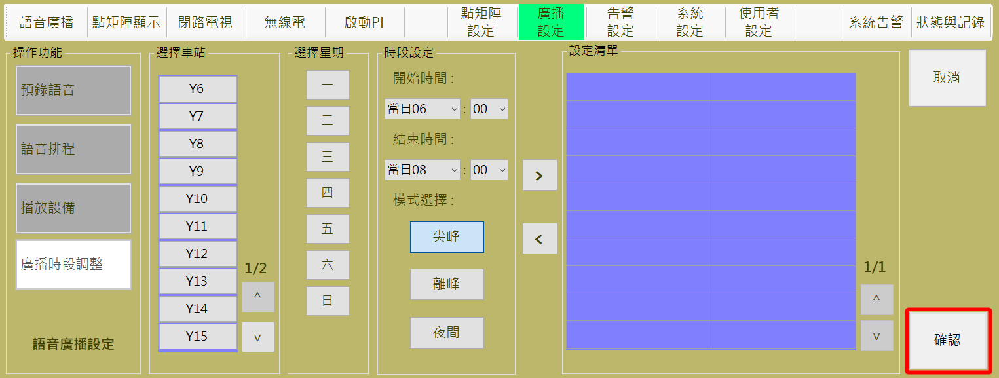 語音廣播
點矩陣顯示
閉路電視
無線電
啟動PI
點矩陣
設定
廣播
設定
告警
設定
系統
設定
使用者
設定
系統告警
狀態與記錄
操作功能
預錄語音
語音排程
播放設備
廣播時段調整
語音廣播設定
選擇車站
Y6
Y7
Y8
Y9
Y10
Y11
Y12
Y13
Y14
Y15
1/2
^
v
選擇星期
一
二
三
四
五
六
日
時段設定
開始時間 :
當日06 : 00
結束時間 :
當日08 : 00
模式選擇 :
尖峰
離峰
夜間
>
<
設定清單
1/1
^
v
取消
確認